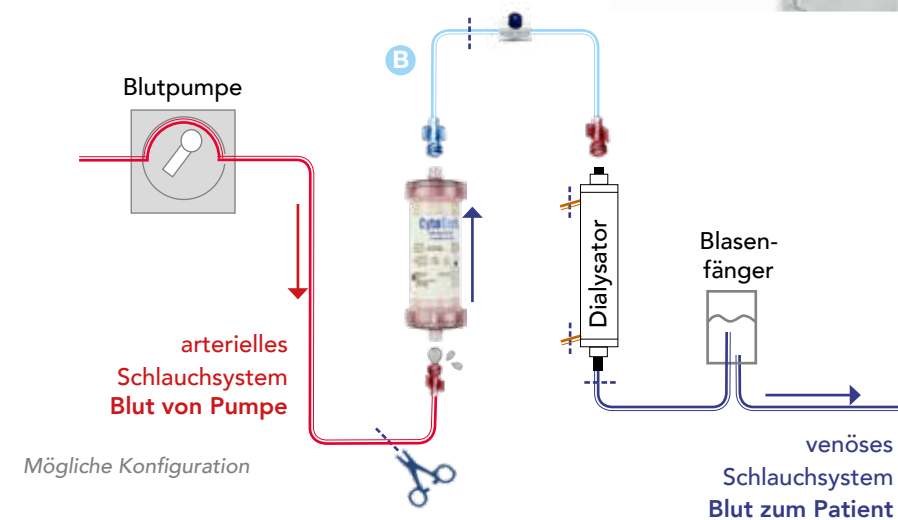 B
Blutpumpe
Dialysator
Blasen-
fänger
arterielles
Schlauchsystem
Blut von Pumpe
Mögliche Konfiguration
venöses
Schlauchsystem
Blut zum Patient